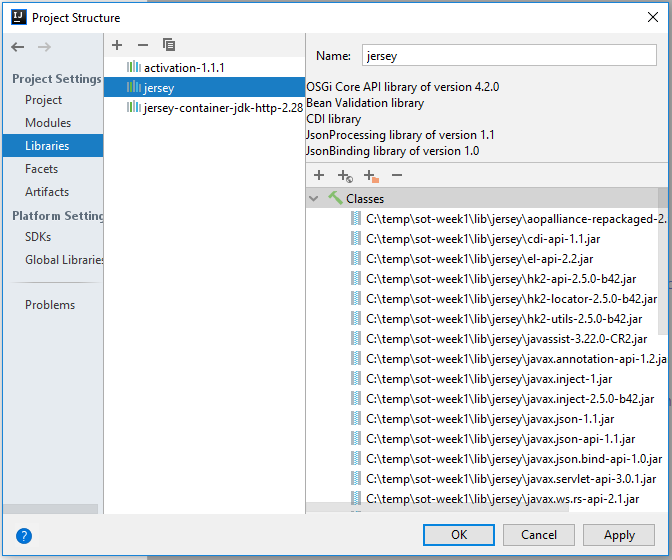 Project Structure
Project Settings
Project
Modules
Libraries
Facets
Artifacts
Platform Setting
SDKs
Global Libraries
Problems
activation-1.1.1
jersey
jersey-container-jdk-http-2.28
Name: jersey
OSGi Core API library of version 4.2.0
Bean Validation library
CDI library
JsonProcessing library of version 1.1
JsonBinding library of version 1.0
Classes
C:\temp\sot-week1\lib\jersey\aopalliance-repackaged-2.
C:\temp\sot-week1\lib\jersey\cdi-api-1.1.jar
C:\temp\sot-week1\lib\jersey\el-api-2.2.jar
C:\temp\sot-week1\lib\jersey\hk2-api-2.5.0-b42.jar
C:\temp\sot-week1\lib\jersey\hk2-locator-2.5.0-b42.jar
C:\temp\sot-week1\lib\jersey\hk2-utils-2.5.0-b42.jar
C:\temp\sot-week1\lib\jersey\javassist-3.22.0-CR2.jar
C:\temp\sot-week1\lib\jersey\javax.annotation-api-1.2.jar
C:\temp\sot-week1\lib\jersey\javax.inject-1.jar
C:\temp\sot-week1\lib\jersey\javax.inject-2.5.0-b42.jar
C:\temp\sot-week1\lib\jersey\javax.json-1.1.jar
C:\temp\sot-week1\lib\jersey\javax.json-api-1.1.jar
C:\temp\sot-week1\lib\jersey\javax.json.bind-api-1.0.jar
C:\temp\sot-week1\lib\jersey\javax.servlet-api-3.0.1.jar
C:\temp\sot-week1\lib\jersey\javax.ws.rs-api-2.1.jar
OK
Cancel
Apply